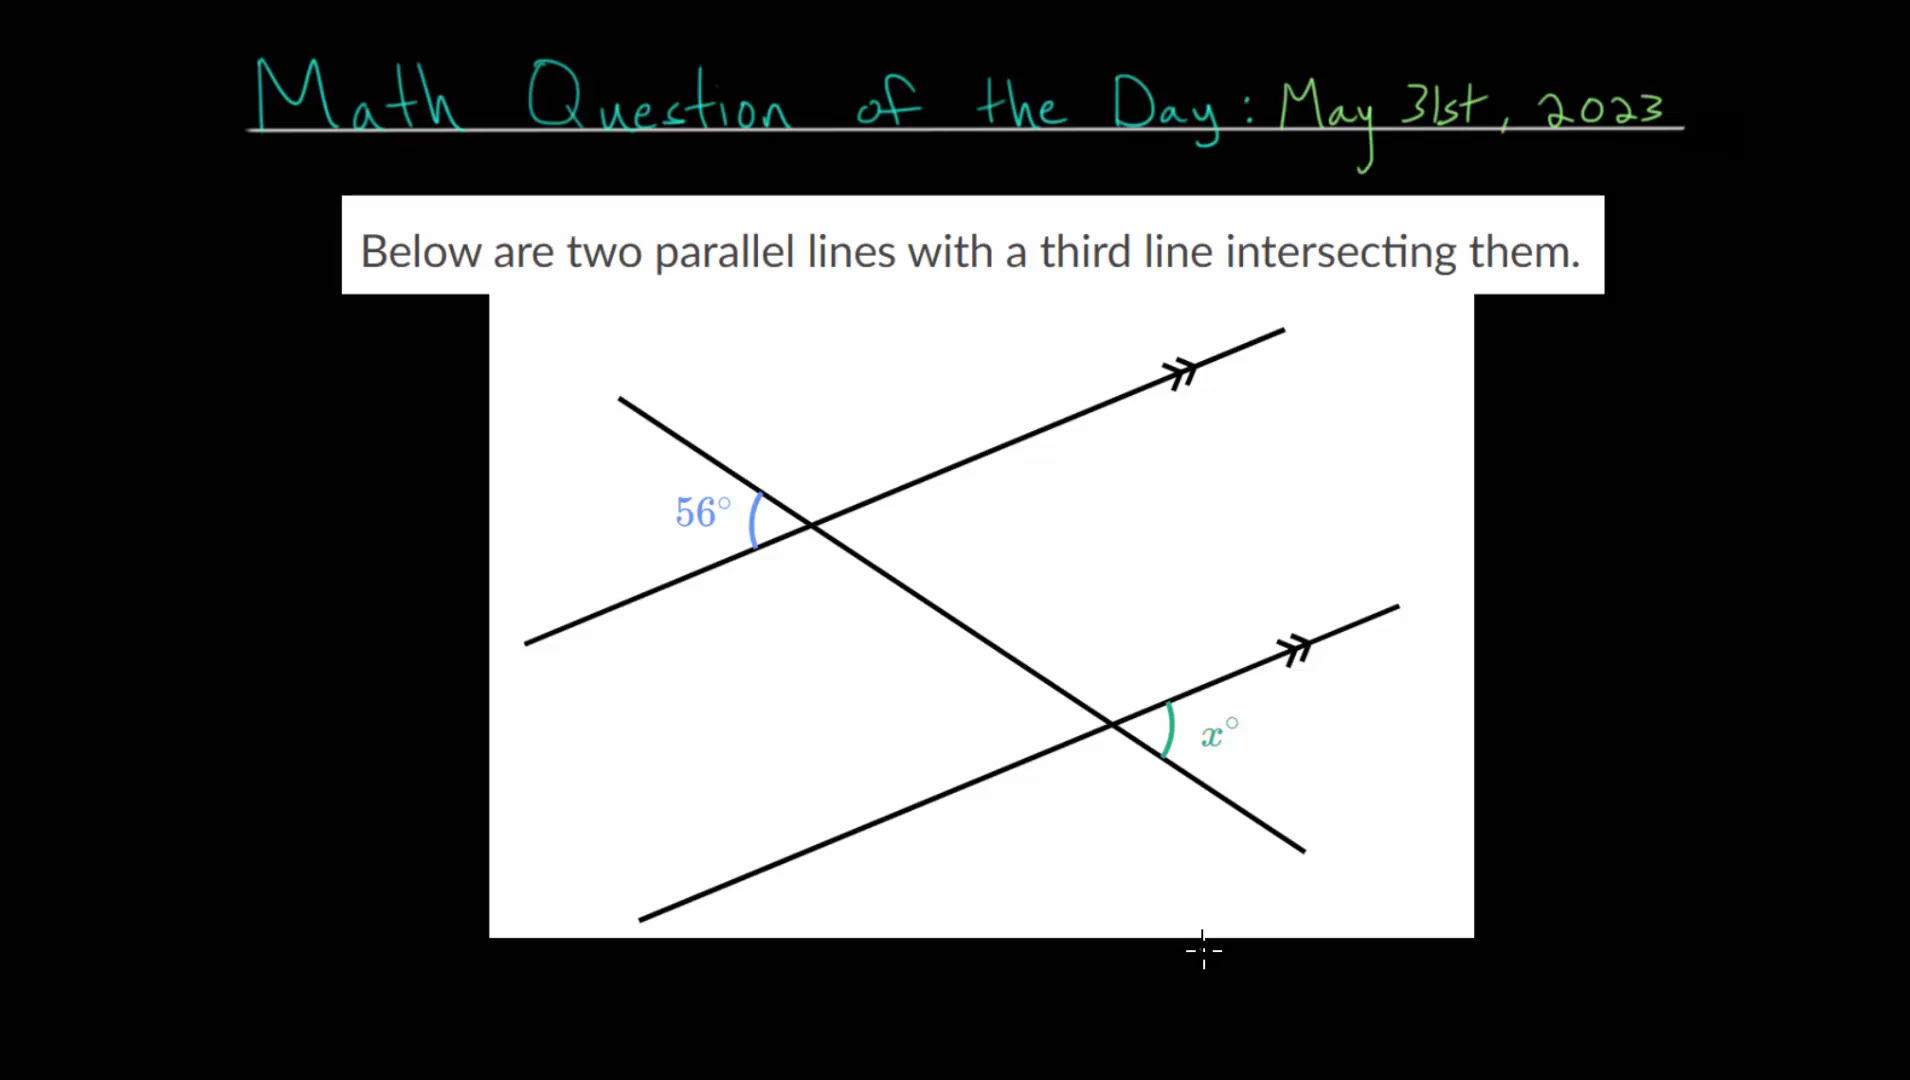 Math Question of the Day: May 31st, 2023
Below are two parallel lines with a third line intersecting them.
56°
x°